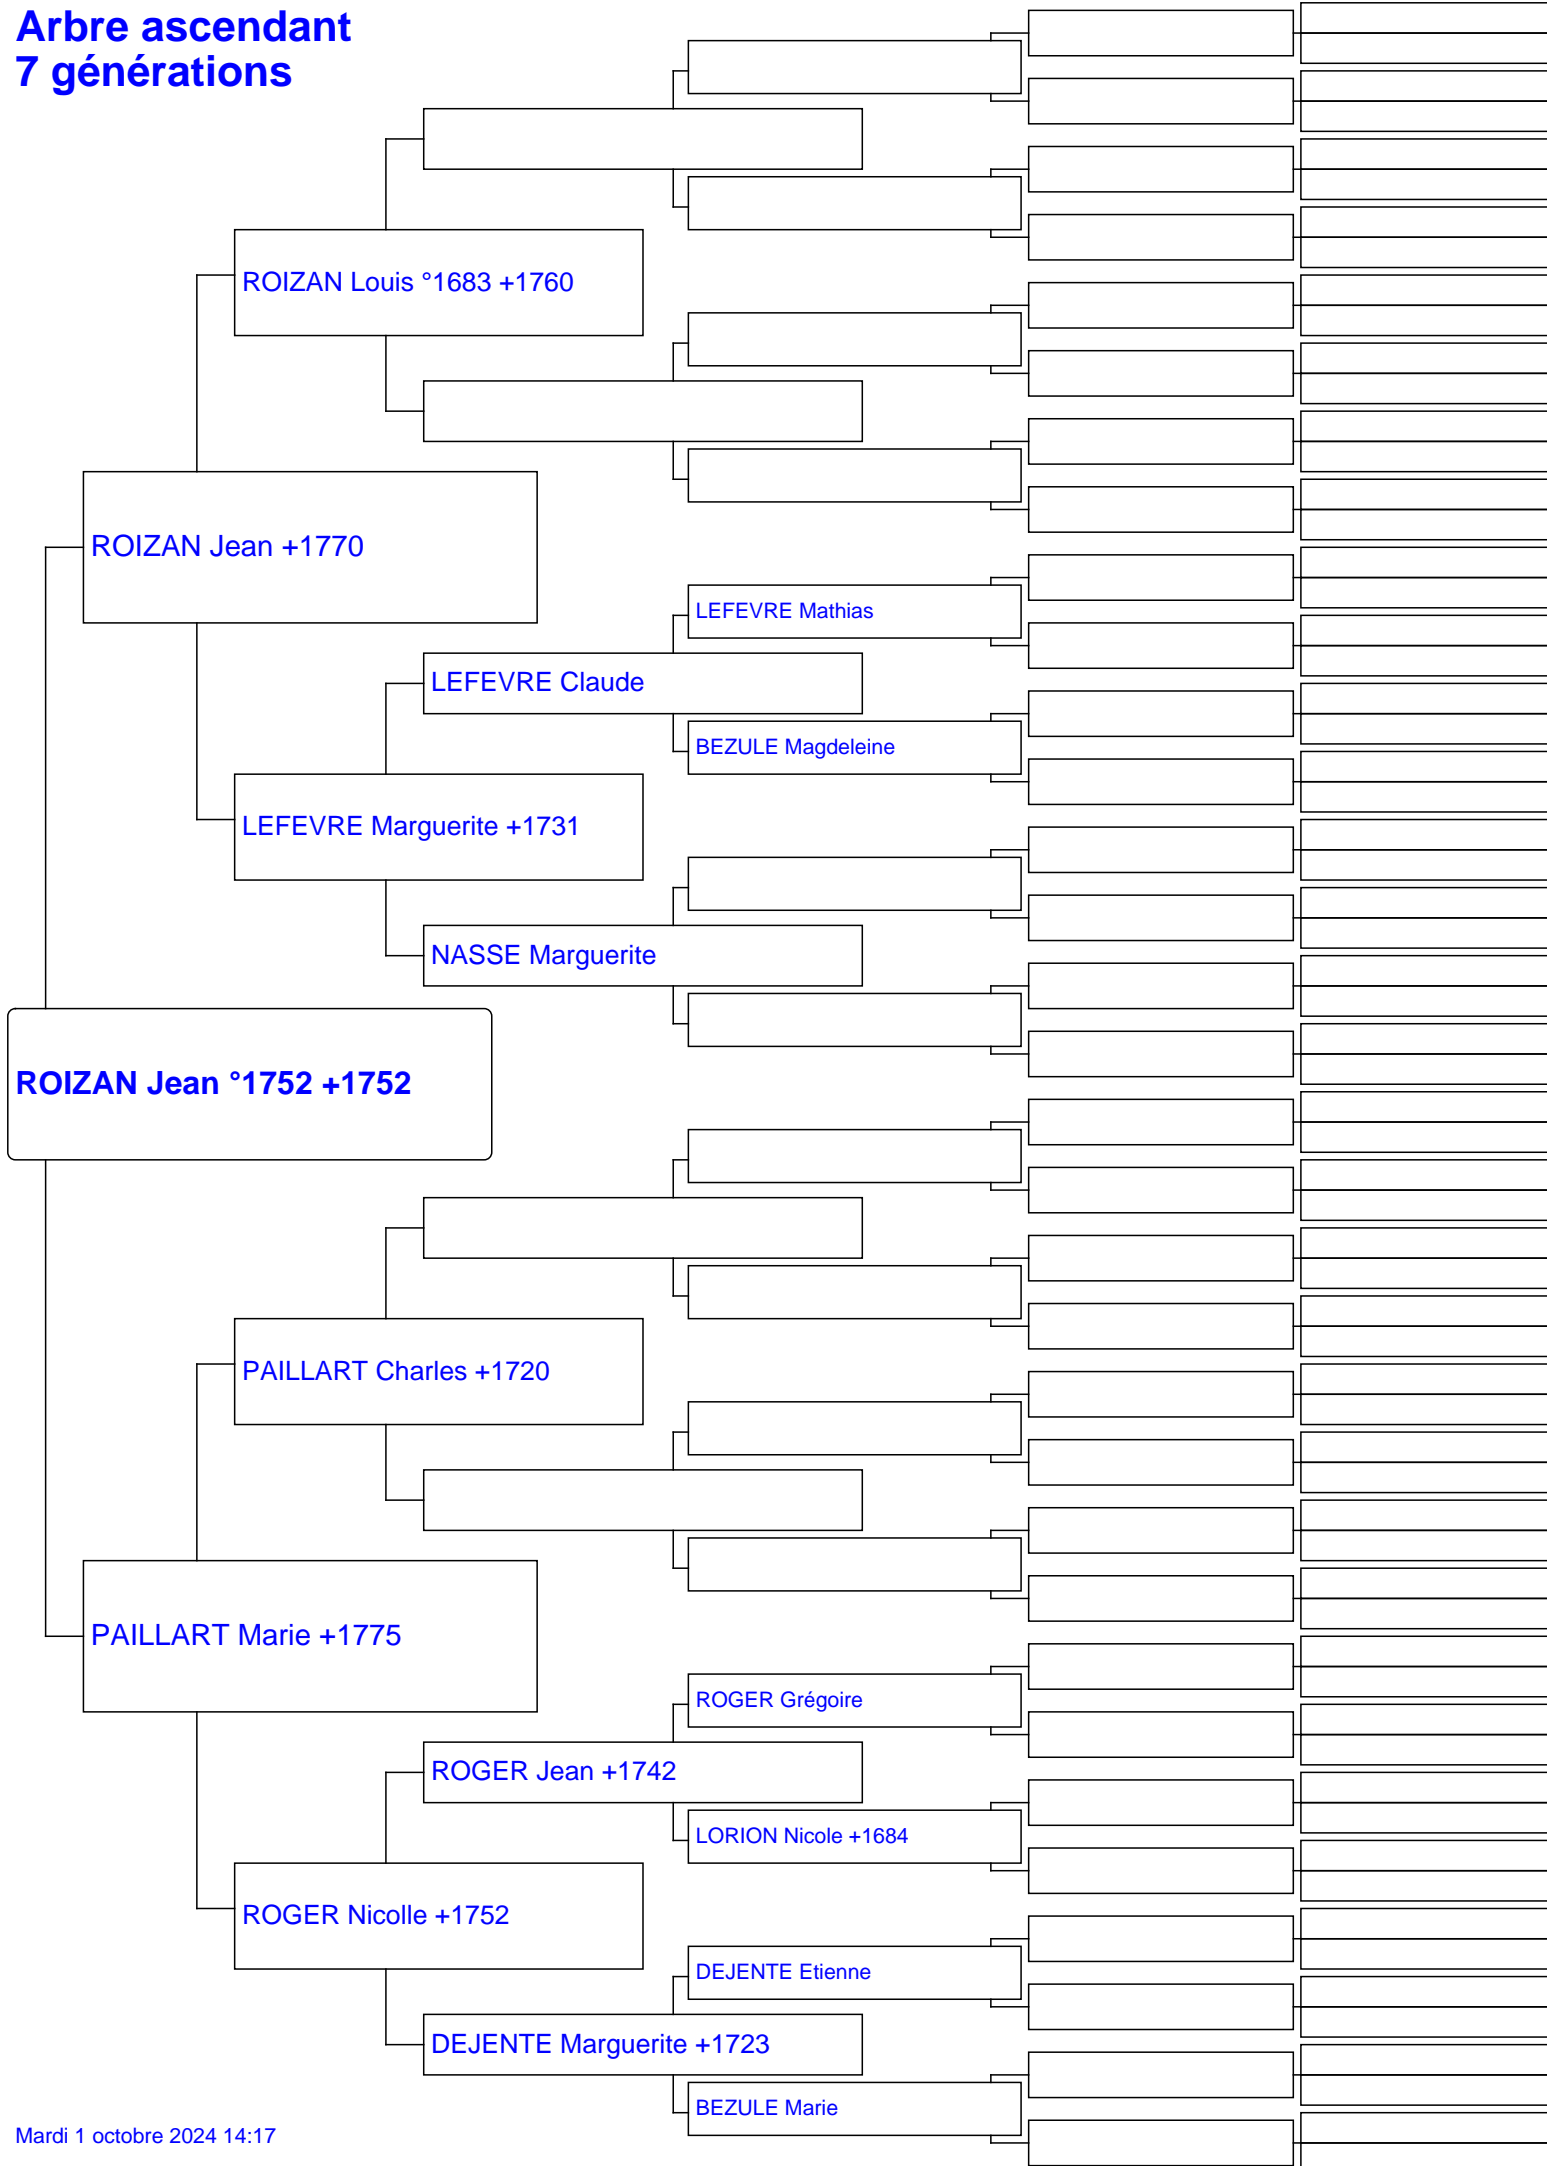 Arbre ascendant
7 générations
ROIZAN Louis °1683 +1760
ROIZAN Jean +1770
LEFEVRE Mathias
LEFEVRE Claude
BEZULE Magdeleine
LEFEVRE Marguerite +1731
NASSE Marguerite
ROIZAN Jean °1752 +1752
PAILLART Charles +1720
PAILLART Marie +1775
ROGER Grégoire
ROGER Jean +1742
LORION Nicole +1684
ROGER Nicolle +1752
DEJENTE Etienne
DEJENTE Marguerite +1723
BEZULE Marie
Mardi 1 octobre 2024 14:17